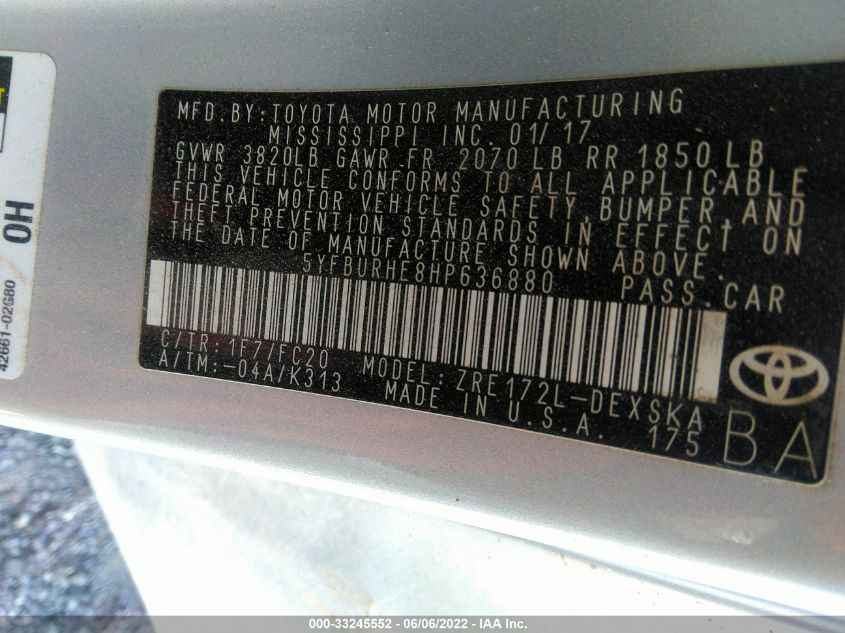 MFD.BY:TOYOTA MOTOR MANUFACTURING
MISSISSIPPI INC. 01/17
GVWR 3820LB GAWR FR 2070 LB RR 1850 LB
THIS VEHICLE CONFORMS TO ALL APPLICABLE
FEDERAL MOTOR VEHICLE SAFETY,BUMPER,AND
THEFT PREVENTION STANDARDS IN EFFECT ON
THE DATE OF MANUFACTURE SHOWN ABOVE.
5YFBURHE8HP636880 PASS.CAR
C/TR:1F7/FC20
A/TM:-04A/K313
MODEL:ZRE172L-DEXSKA
MADE IN U.S.A. 175
BA
0H
42661-02G80
000-33245552 - 06/06/2022 - IAA Inc.